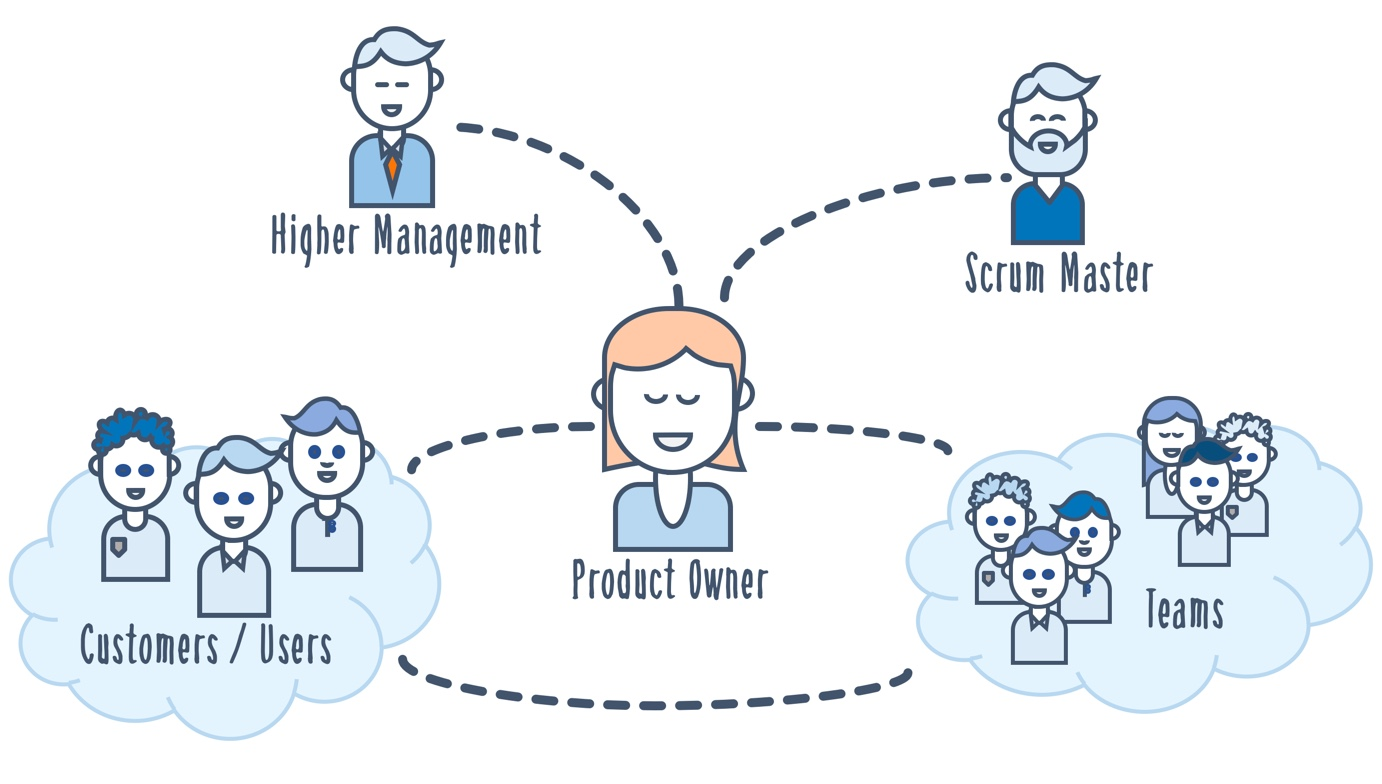 Higher Management
Scrum Master
Product Owner
Customers / Users
Teams